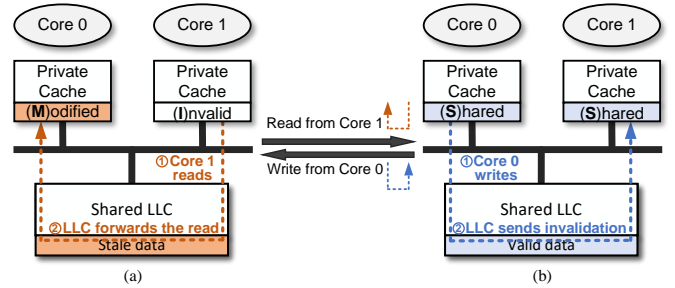 Core 0
Core 1
Private
Cache
(M)odified
Private
Cache
(I)nvalid
①Core 1
reads
Shared LLC
②LLC forwards the read
Stale data
(a)
Read from Core 1
Write from Core 0
Core 0
Core 1
Private
Cache
(S)hared
Private
Cache
(S)hared
①Core 0
writes
Shared LLC
②LLC sends invalidation
Valid data
(b)